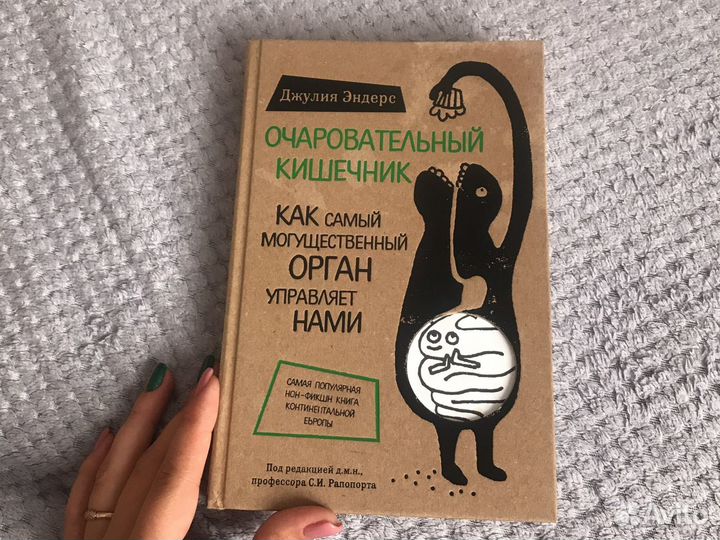 Джулия Эндерс
ОЧАРОВАТЕЛЬНЫЙ
КИШЕЧНИК
КАК САМЫЙ
МОГУЩЕСТВЕННЫЙ
ОРГАН
УПРАВЛЯЕТ
НАМИ
САМАЯ ПОПУЛЯРНАЯ
НОН-ФИКШН КНИГА
КОНТИНЕНТАЛЬНОЙ
ЕВРОПЫ
Под редакцией д.м.н.,
профессора С.И. Рапопорта
Avito